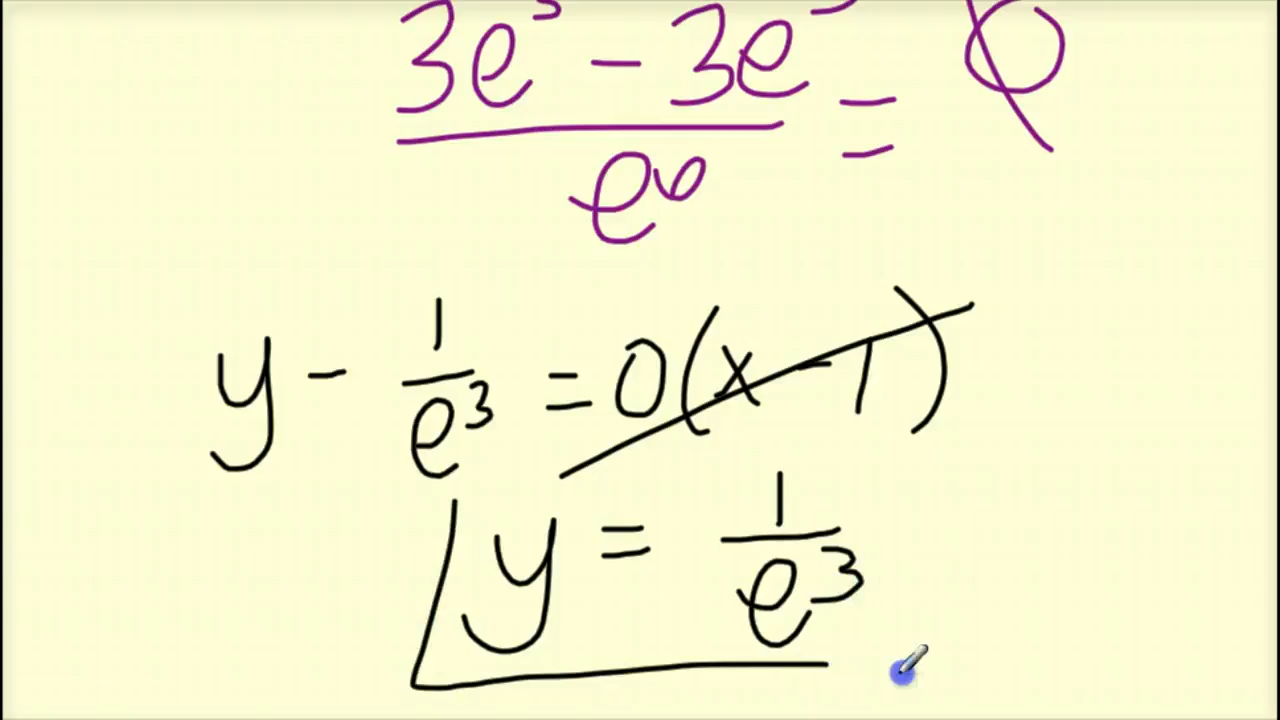 3e³ - 3e³
/ e⁶ = 0
y - 1/e³ = 0(x - 1)
y = 1/e³